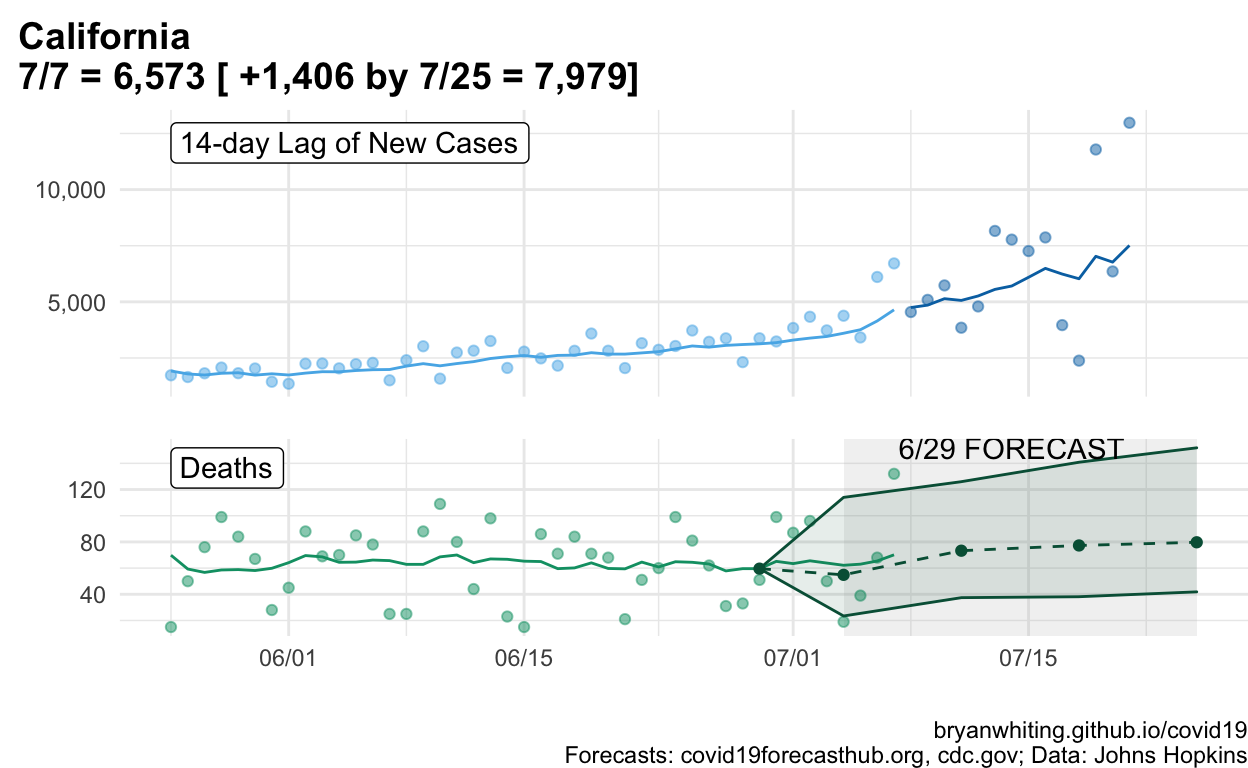 California
7/7 = 6,573 [ +1,406 by 7/25 = 7,979]
14-day Lag of New Cases
10,000
5,000
6/29 FORECAST
Deaths
120
80
40
06/01 06/15 07/01 07/15
bryanwhiting.github.io/covid19
Forecasts: covid19forecasthub.org, cdc.gov; Data: Johns Hopkins